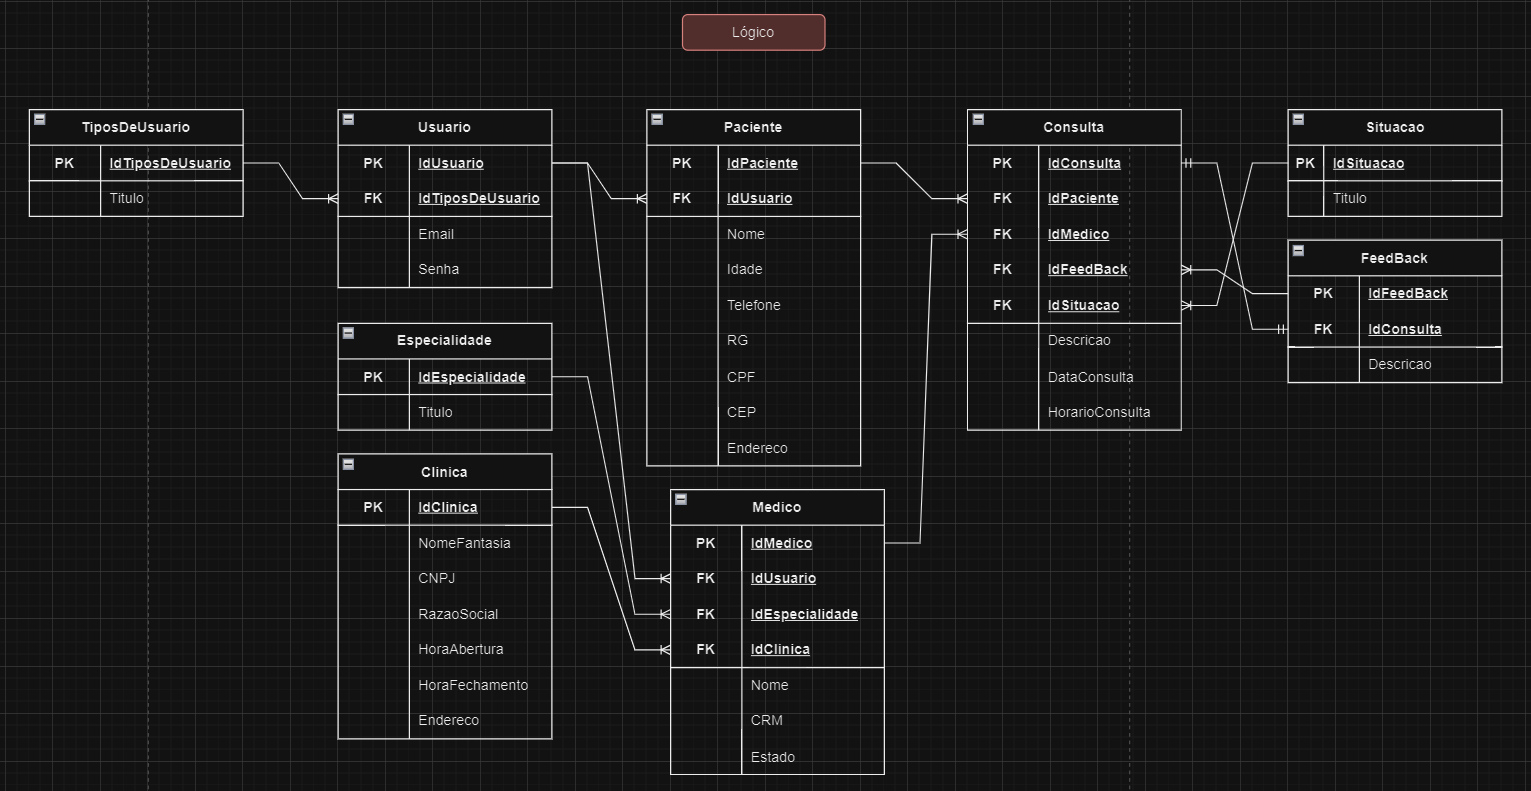 Lógico
TiposDeUsuario
PK IdTiposDeUsuario
Titulo
Usuario
PK IdUsuario
FK IdTiposDeUsuario
Email
Senha
Paciente
PK IdPaciente
FK IdUsuario
Nome
Idade
Telefone
RG
CPF
CEP
Endereco
Consulta
PK IdConsulta
FK IdPaciente
FK IdMedico
FK IdFeedBack
FK IdSituacao
Descricao
DataConsulta
HorarioConsulta
Situacao
PK IdSituacao
Titulo
FeedBack
PK IdFeedBack
FK IdConsulta
Descricao
Especialidade
PK IdEspecialidade
Titulo
Clinica
PK IdClinica
NomeFantasia
CNPJ
RazaoSocial
HoraAbertura
HoraFechamento
Endereco
Medico
PK IdMedico
FK IdUsuario
FK IdEspecialidade
FK IdClinica
Nome
CRM
Estado